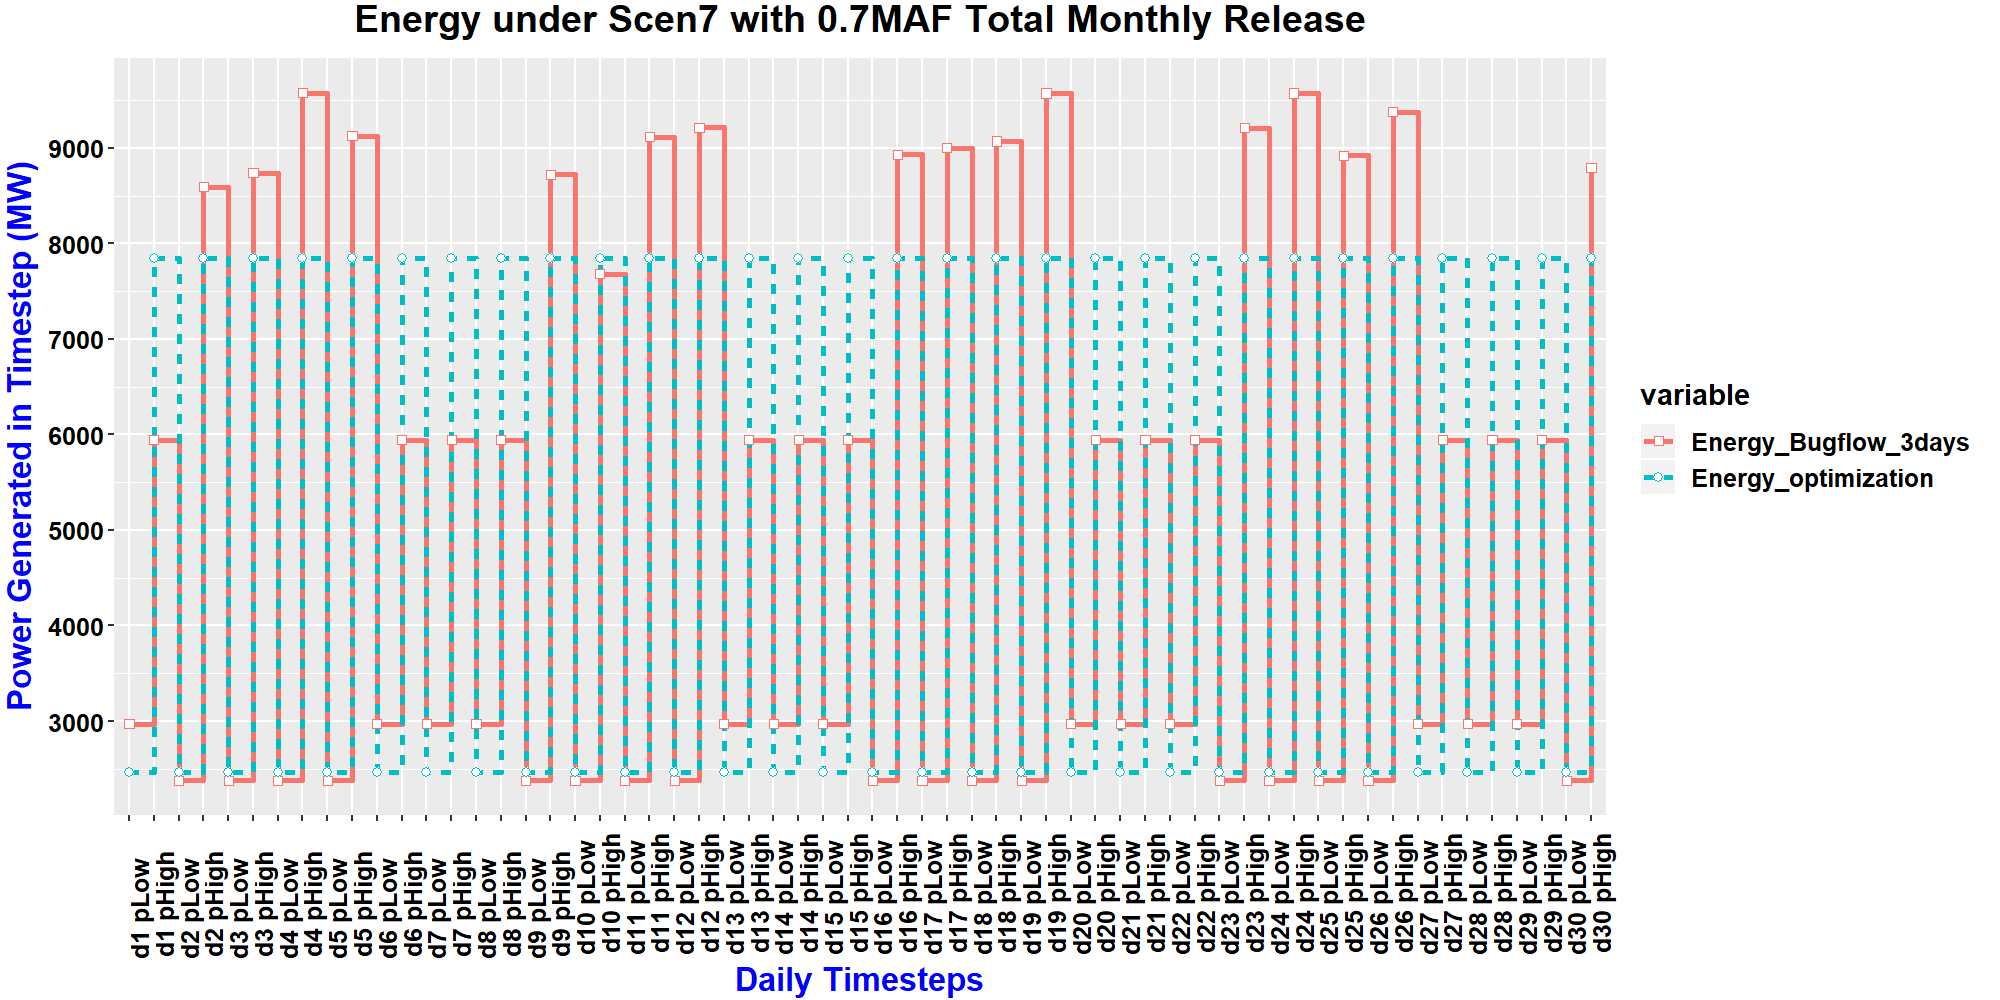 Energy under Scen7 with 0.7MAF Total Monthly Release
Power Generated in Timestep (MW)
9000
8000
7000
6000
5000
4000
3000
d1 pLow
d1 pHigh
d2 pLow
d2 pHigh
d3 pLow
d3 pHigh
d4 pLow
d4 pHigh
d5 pLow
d5 pHigh
d6 pLow
d6 pHigh
d7 pLow
d7 pHigh
d8 pLow
d8 pHigh
d9 pLow
d9 pHigh
d10 pLow
d10 pHigh
d11 pLow
d11 pHigh
d12 pLow
d12 pHigh
d13 pLow
d13 pHigh
d14 pLow
d14 pHigh
d15 pLow
d15 pHigh
d16 pLow
d16 pHigh
d17 pLow
d17 pHigh
d18 pLow
d18 pHigh
d19 pLow
d19 pHigh
d20 pLow
d20 pHigh
d21 pLow
d21 pHigh
d22 pLow
d22 pHigh
d23 pLow
d23 pHigh
d24 pLow
d24 pHigh
d25 pLow
d25 pHigh
d26 pLow
d26 pHigh
d27 pLow
d27 pHigh
d28 pLow
d28 pHigh
d29 pLow
d29 pHigh
d30 pLow
d30 pHigh
Daily Timesteps
variable
Energy_Bugflow_3days
Energy_optimization